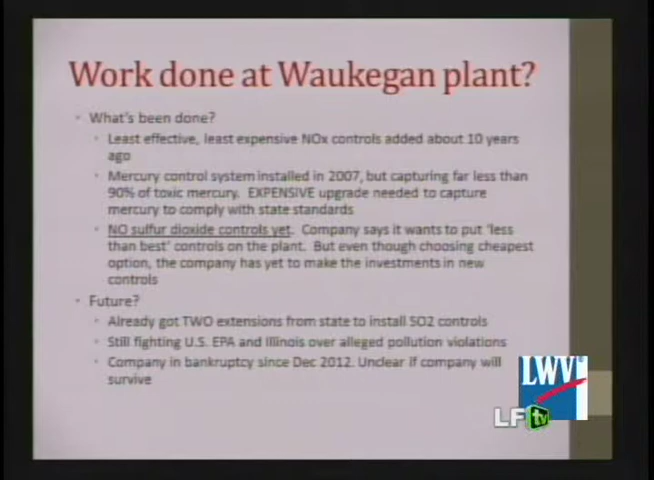 Work done at Waukegan plant?
What's been done?
Least effective, least expensive NOx controls added about 10 years
ago
Mercury control system installed in 2007, but capturing far less than
90% of toxic mercury. EXPENSIVE upgrade needed to capture
mercury to comply with state standards
NO sulfur dioxide controls yet. Company says it wants to put 'less
than best' controls on the plant. But even though choosing cheapest
option, the company has yet to make the investments in new
controls
Future?
Already got TWO extensions from state to install SO2 controls
Still fighting U.S. EPA and Illinois over alleged pollution violations
Company in bankruptcy since Dec 2012. Unclear if company will
survive
LWV
LF tv